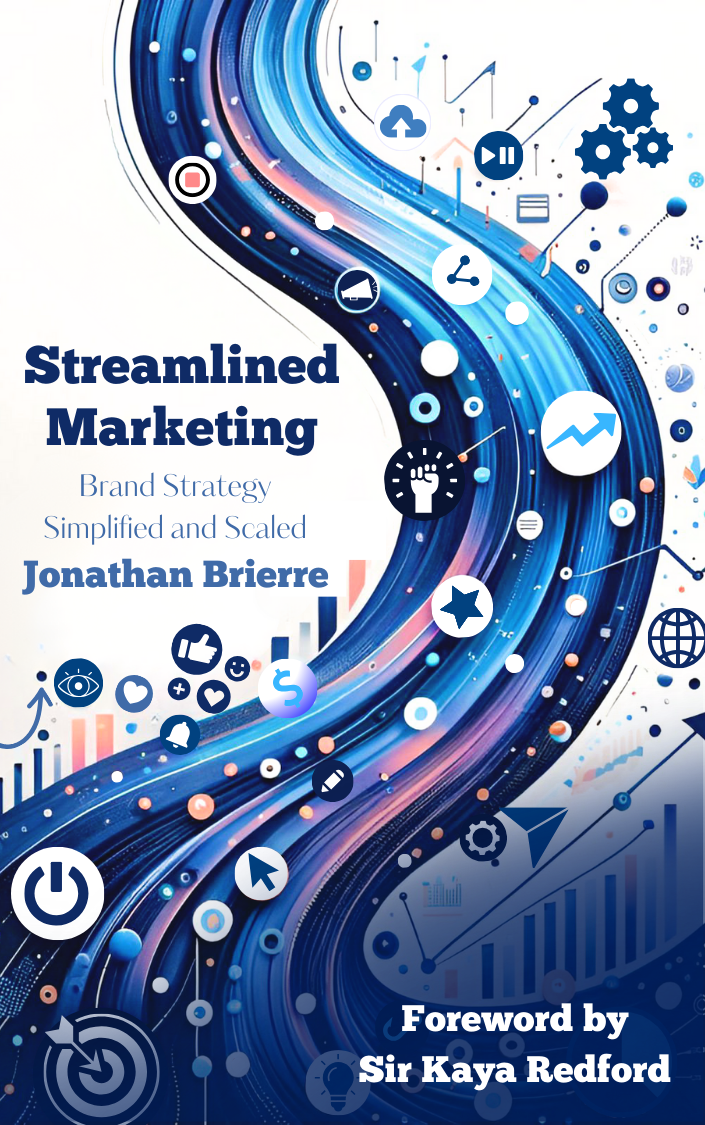 Streamlined
Marketing
Brand Strategy
Simplified and Scaled
Jonathan Brierre
Foreword by
Sir Kaya Redford